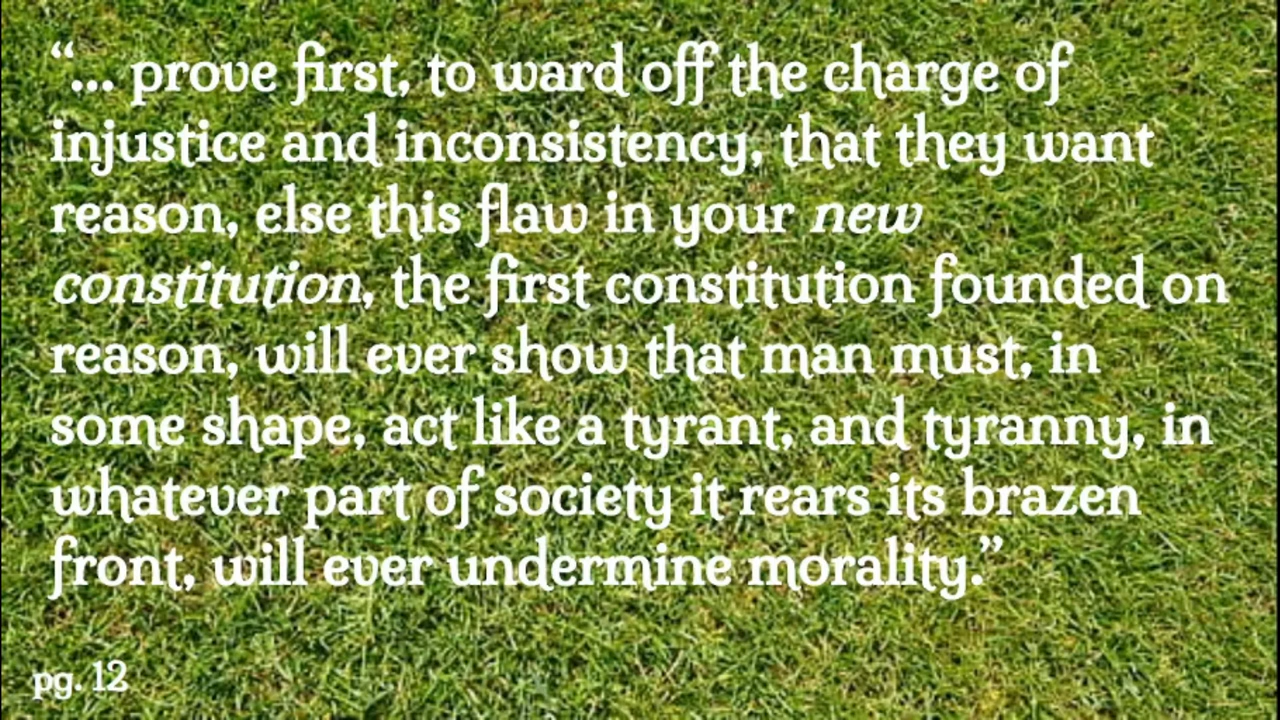 “... prove first, to ward off the charge of
injustice and inconsistency, that they want
reason, else this flaw in your new
constitution, the first constitution founded on
reason, will ever show that man must, in
some shape, act like a tyrant, and tyranny, in
whatever part of society it rears its brazen
front, will ever undermine morality.”
pg. 12